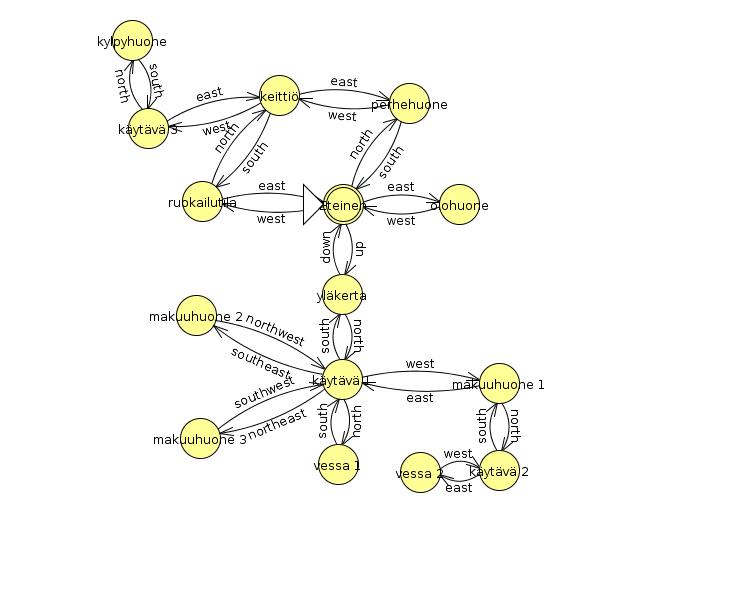 kylpyhuone
north
south
käytävä 3
east
west
keittiö
east
west
perhehuone
north
south
north
south
ruokailutila
east
west
eteinen
east
west
olohuone
down
up
yläkerta
south
north
makuuhuone 2
northwest
southeast
käytävä 1
west
east
makuuhuone 1
southwest
northeast
makuuhuone 3
south
north
vessa 1
south
north
vessa 2
west
east
käytävä 2